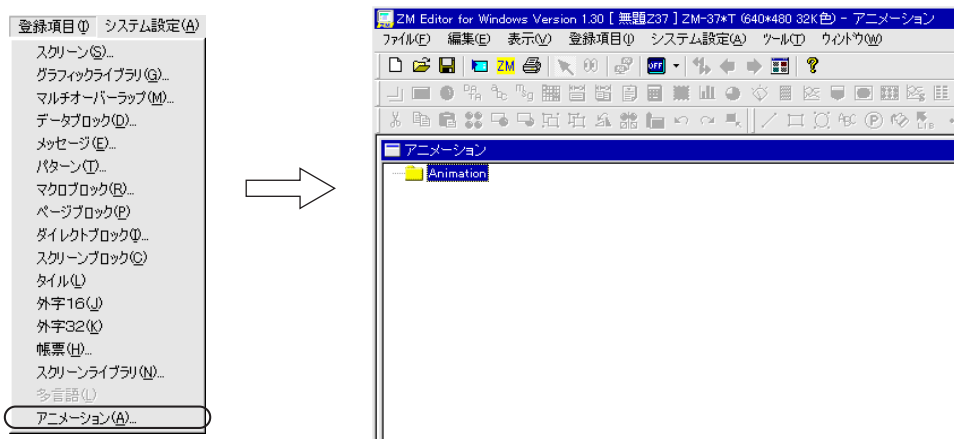 登録項目(I) システム設定(A)
スクリーン(S)...
グラフィックライブラリ(G)...
マルチオーバーラップ(M)...
データブロック(D)...
メッセージ(E)...
パターン(T)...
マクロブロック(R)...
ページブロック(P)
ダイレクトブロック(I)...
スクリーンブロック(C)
タイル(L)
外字16(J)
外字32(K)
帳票(H)...
スクリーンライブラリ(N)...
多言語(L)
アニメーション(A)...
ZM Editor for Windows Version 1.30 [ 無題Z37 ] ZM-37*T (640*480 32K色) - アニメーション
ファイル(F) 編集(E) 表示(V) 登録項目(I) システム設定(A) ツール(T) ウィンドウ(W)
ZM OFF
アニメーション
Animation